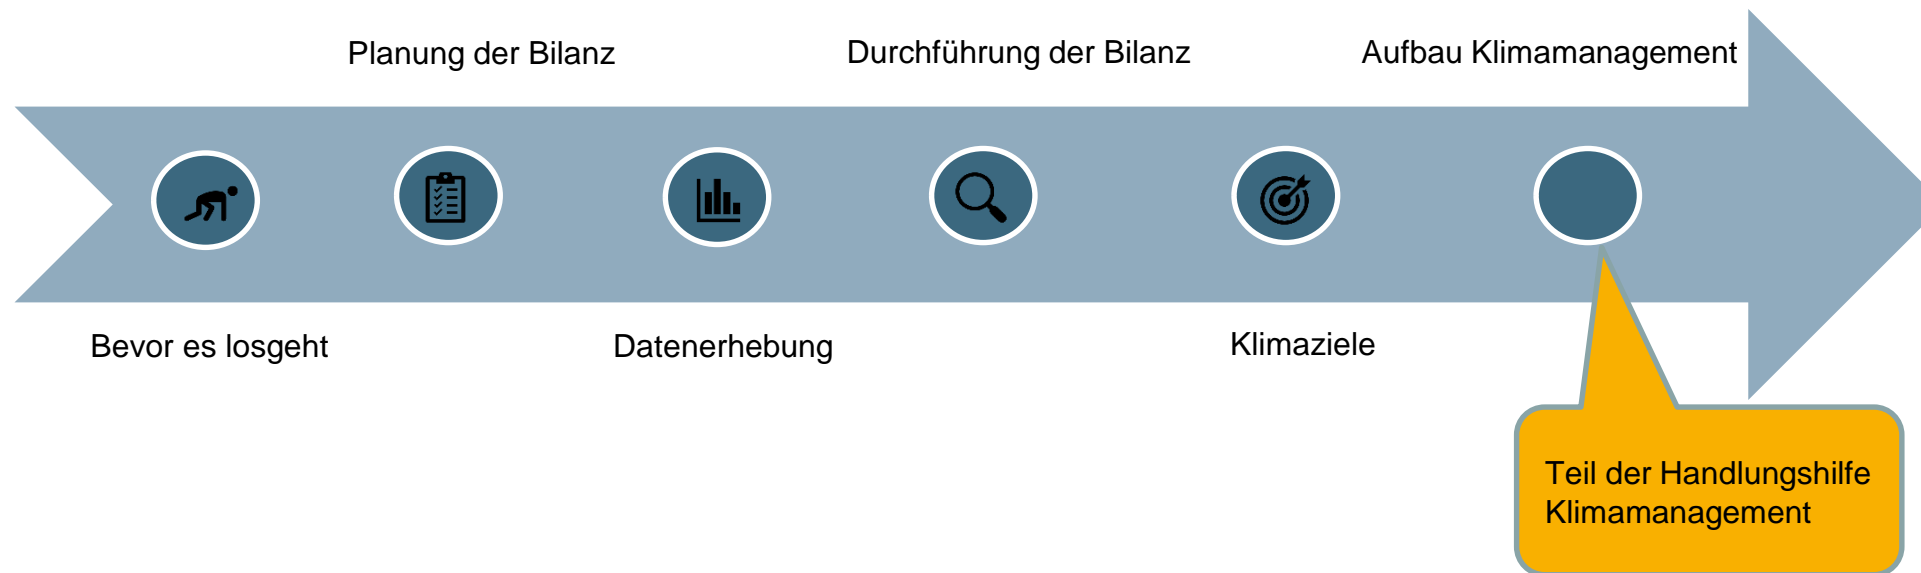 Planung der Bilanz
Durchführung der Bilanz
Aufbau Klimamanagement
Bevor es losgeht
Datenerhebung
Klimaziele
Teil der Handlungshilfe
Klimamanagement